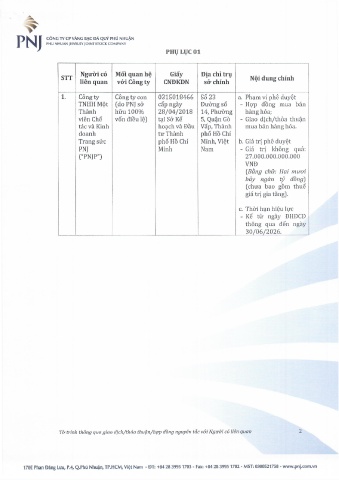 PNJ
CÔNG TY CP VÀNG BẠC ĐÁ QUÝ PHÚ NHUẬN
PHU NHUAN JEWELRY JOINT STOCK COMPANY
PHỤ LỤC 01
STT
Người có
liên quan
Mối quan hệ
với Công ty
Giấy
CNĐKDN
Địa chỉ trụ
sở chính
Nội dung chính
1.
Công ty
TNHH Một
Thành
viên Chế
tác và Kinh
doanh
Trang sức
PNJ
("PNJP")
Công ty con
(do PNJ sở
hữu 100%
vốn điều lệ)
0315018466
cấp ngày
28/04/2018
tại Sở Kế
hoạch và Đầu
tư Thành
phố Hồ Chí
Minh
Số 23
Đường số
14, Phường
5, Quận Gò
Vấp, Thành
phố Hồ Chí
Minh, Việt
Nam
a. Phạm vi phê duyệt
- Hợp đồng mua bán
hàng hóa.
- Giao dịch/thỏa thuận
mua bán hàng hóa.
b. Giá trị phê duyệt
- Giá trị không quá:
27.000.000.000.000
VNĐ
(Bằng chữ: Hai mươi
bảy ngàn tỷ đồng)
(chưa bao gồm thuế
giá trị gia tăng).
c. Thời hạn hiệu lực
- Kể từ ngày ĐHĐCĐ
thông qua đến ngày
30/06/2026.
Tờ trình thông qua giao dịch/thỏa thuận/hợp đồng nguyên tắc với Người có liên quan
2
170E Phan Đăng Lưu, P.4, Q.Phú Nhuận, TP.HCM, Việt Nam - ĐT: +84 28 3995 1703 - Fax: +84 28 3995 1702 - MST: 0300521758 - www.pnj.com.vn